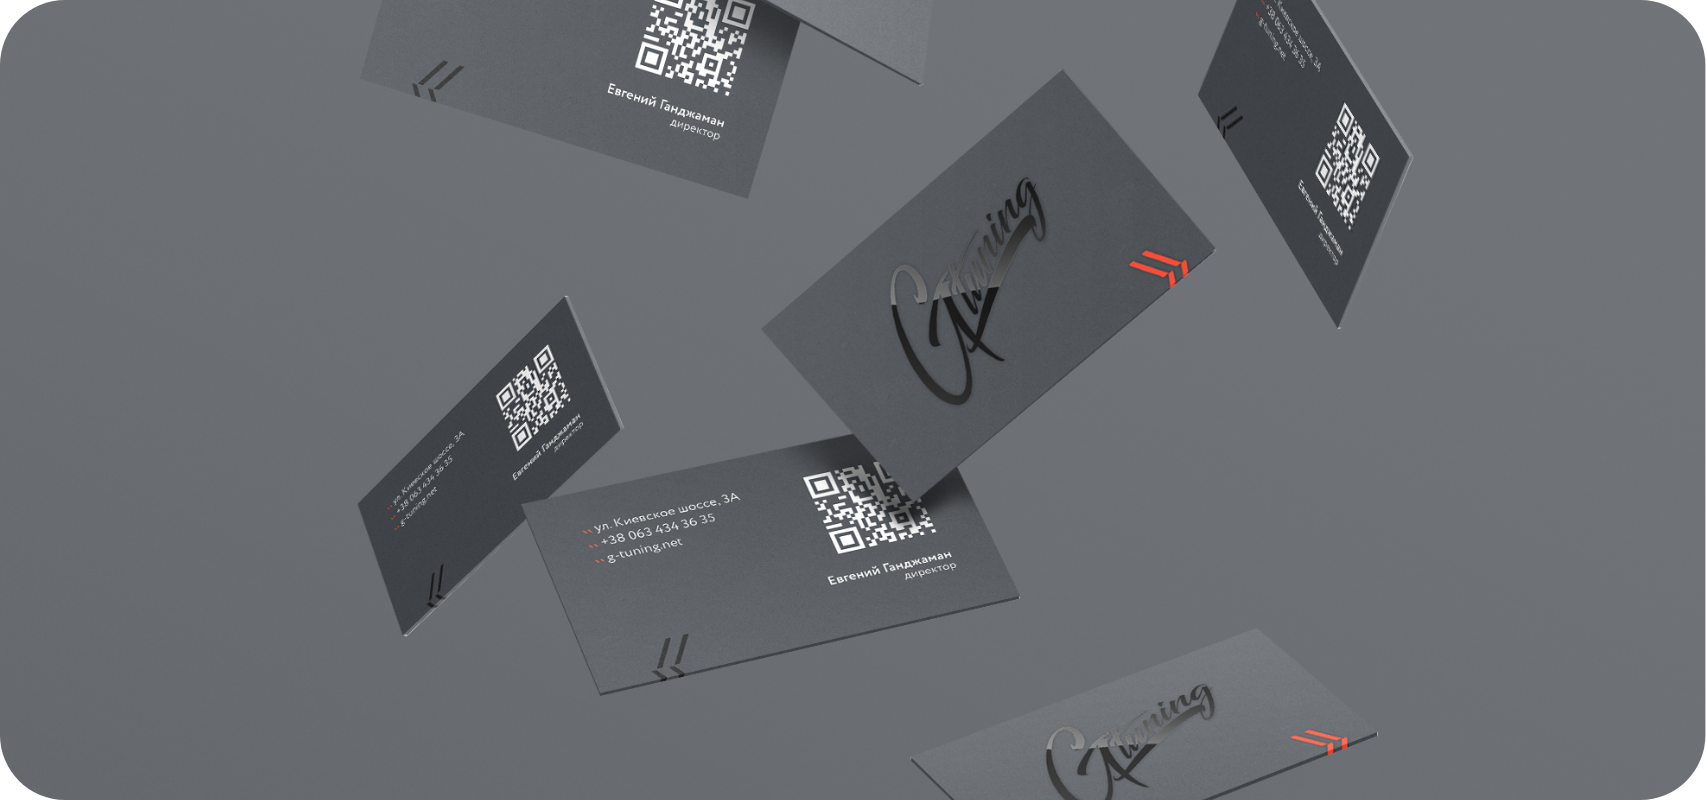 Евгений Ганджаман
директор
ул. Киевское шоссе, 3А
+38 063 434 36 35
g-tuning.net
Евгений Ганджаман
директор
Gtuning
ул. Киевское шоссе, 3А
+38 063 434 36 35
g-tuning.net
Евгений Ганджаман
директор
ул. Киевское шоссе, 3А
+38 063 434 36 35
g-tuning.net
Евгений Ганджаман
директор
Gtuning